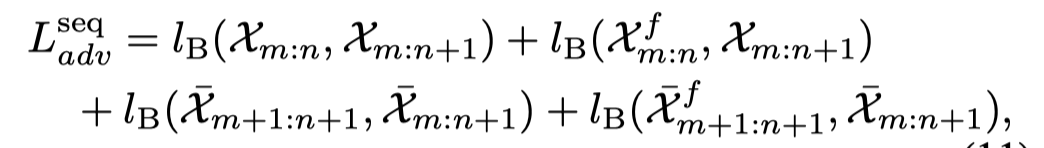 L_{adv}^{seq} = l_B(𝒳_{m:n}, 𝒳_{m:n+1}) + l_B(𝒳^f_{m:n}, 𝒳_{m:n+1})
+ l_B(𝒳̄_{m+1:n+1}, 𝒳̄_{m:n+1}) + l_B(𝒳̄^f_{m+1:n+1}, 𝒳̄_{m:n+1}),